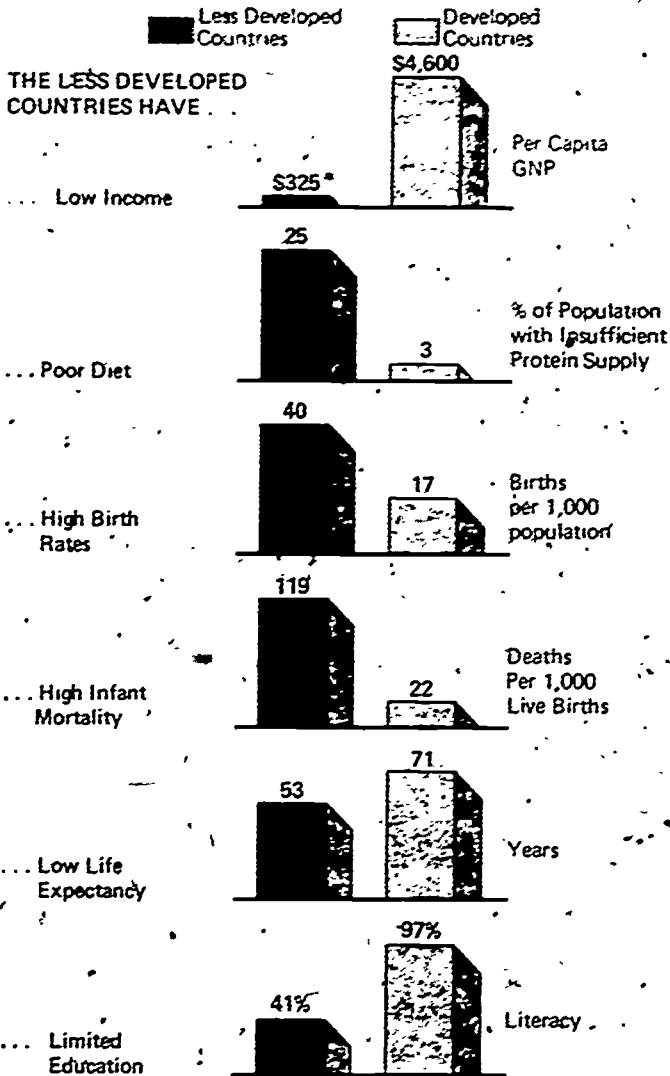 Less Developed
Countries
Developed
Countries
THE LESS DEVELOPED
COUNTRIES HAVE . . .
... Low Income
$325*
$4,600
Per Capita
GNP
... Poor Diet
25
3
% of Population
with Insufficient
Protein Supply
... High Birth
Rates
40
17
Births
per 1,000
population
... High Infant
Mortality
119
22
Deaths
Per 1,000
Live Births
... Low Life
Expectancy
53
71
Years
... Limited
Education
41%
97%
Literacy